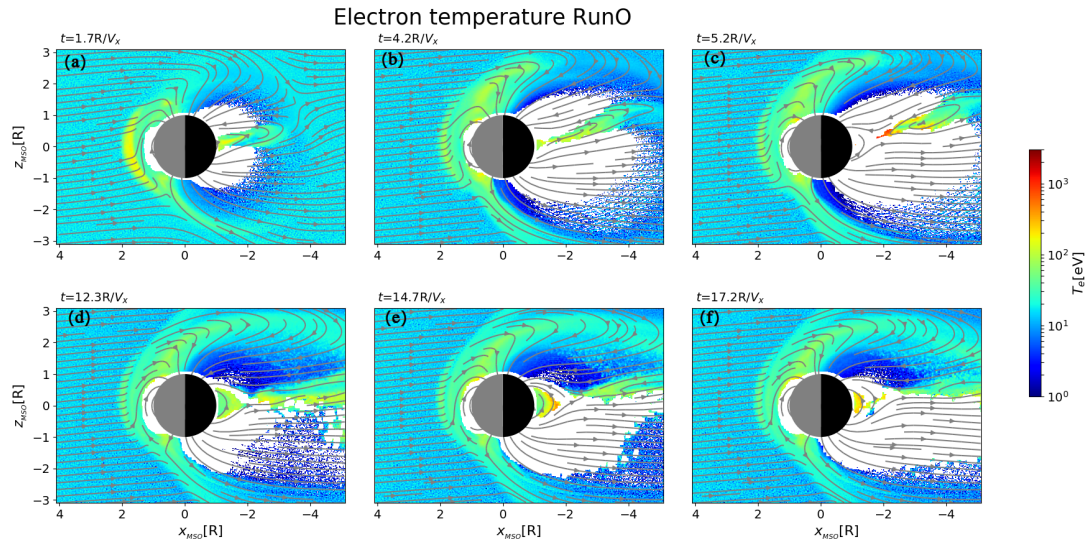 Electron temperature RunO
t=1.7R/Vx
t=4.2R/Vx
t=5.2R/Vx
(a)
(b)
(c)
3
2
1
0
−1
−2
−3
zMSO[R]
4 2 0 −2 −4
4 2 0 −2 −4
4 2 0 −2 −4
t=12.3R/Vx
t=14.7R/Vx
t=17.2R/Vx
(d)
(e)
(f)
3
2
1
0
−1
−2
−3
zMSO[R]
4 2 0 −2 −4
4 2 0 −2 −4
4 2 0 −2 −4
xMSO[R]
xMSO[R]
xMSO[R]
10³
10²
10¹
10⁰
Te[eV]